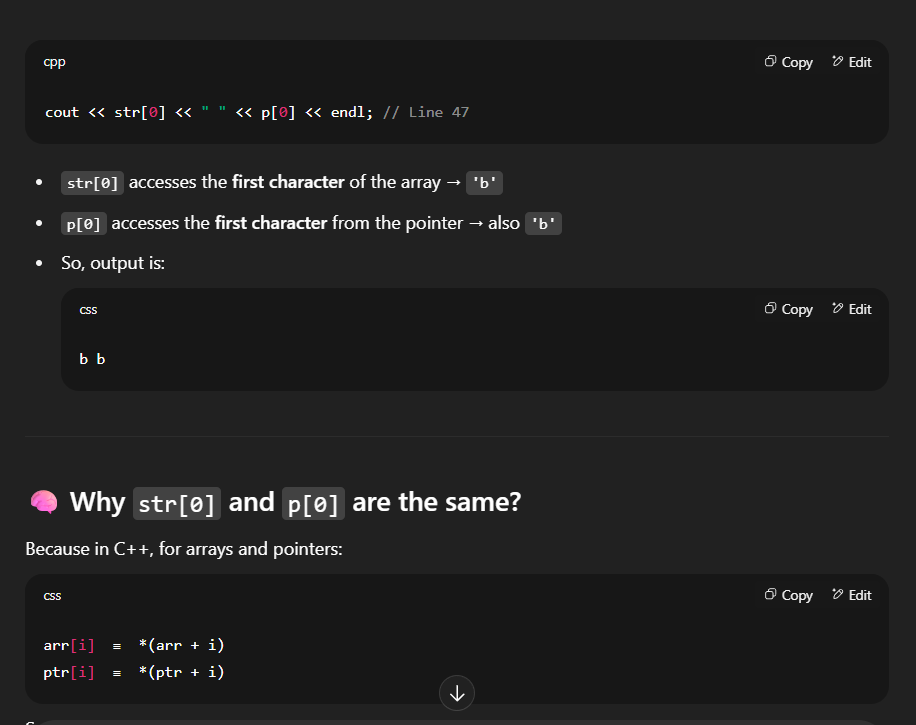 cpp
Copy
Edit
cout << str[0] << " " << p[0] << endl; // Line 47
• str[0] accesses the first character of the array → 'b'
• p[0] accesses the first character from the pointer → also 'b'
• So, output is:
css
Copy
Edit
b b
Why str[0] and p[0] are the same?
Because in C++, for arrays and pointers:
css
Copy
Edit
arr[i] ≡ *(arr + i)
ptr[i] ≡ *(ptr + i)